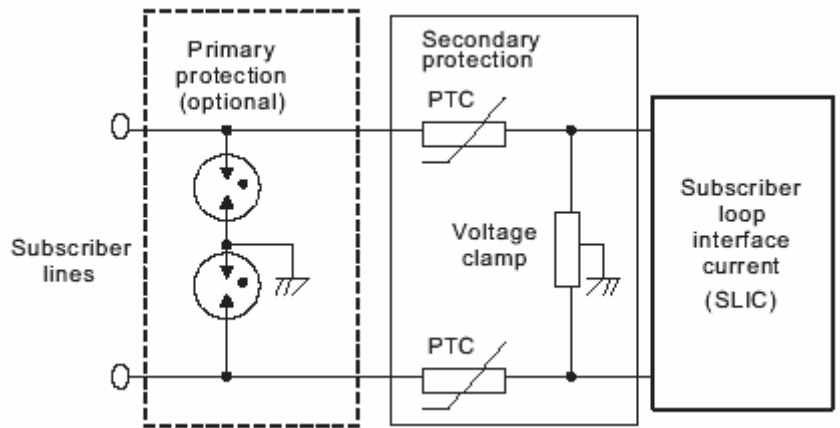 Primary
protection
(optional)
Secondary
protection
PTC
Subscriber
lines
Voltage
clamp
PTC
Subscriber
loop
interface
current
(SLIC)